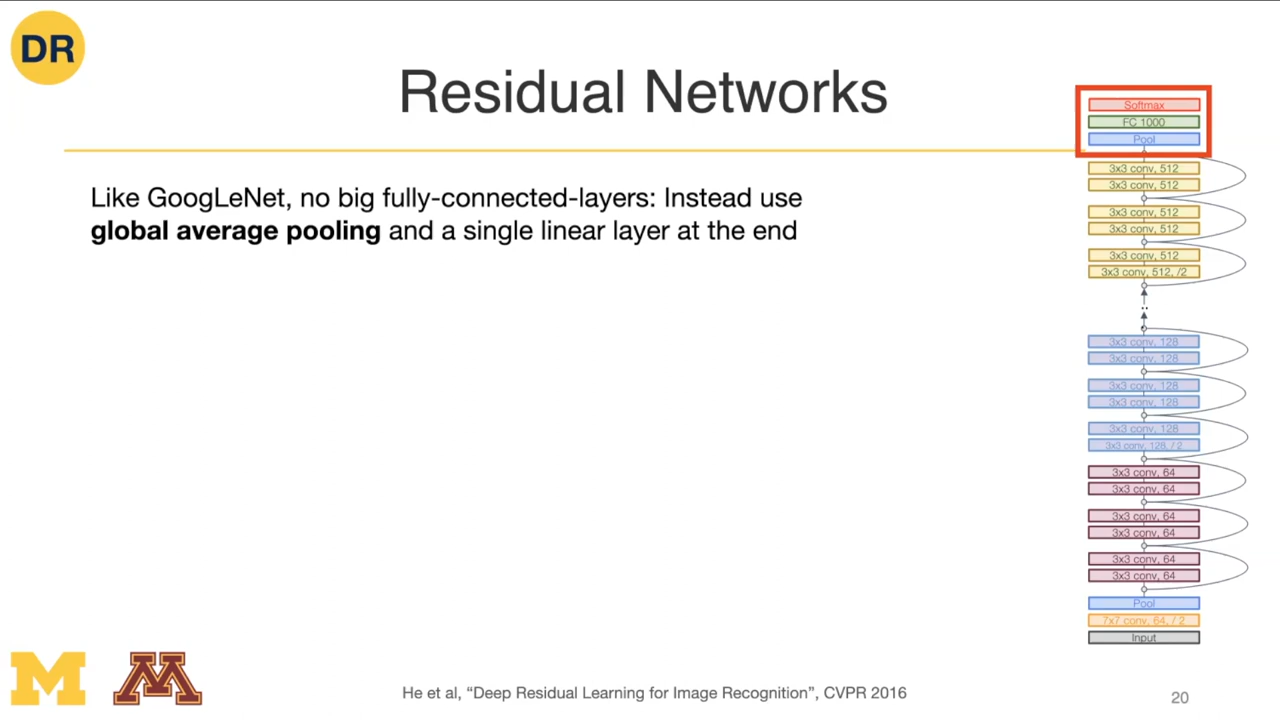 DR
Residual Networks
Like GoogLeNet, no big fully-connected-layers: Instead use
global average pooling and a single linear layer at the end
Softmax
FC 1000
Pool
3x3 conv, 512
3x3 conv, 512
3x3 conv, 512
3x3 conv, 512
3x3 conv, 512
3x3 conv, 512, /2
..
3x3 conv, 128
3x3 conv, 128
3x3 conv, 128
3x3 conv, 128
3x3 conv, 128
3x3 conv, 128, / 2
3x3 conv, 64
3x3 conv, 64
3x3 conv, 64
3x3 conv, 64
3x3 conv, 64
3x3 conv, 64
Pool
7x7 conv, 64, / 2
Input
M
M
He et al, “Deep Residual Learning for Image Recognition”, CVPR 2016
20